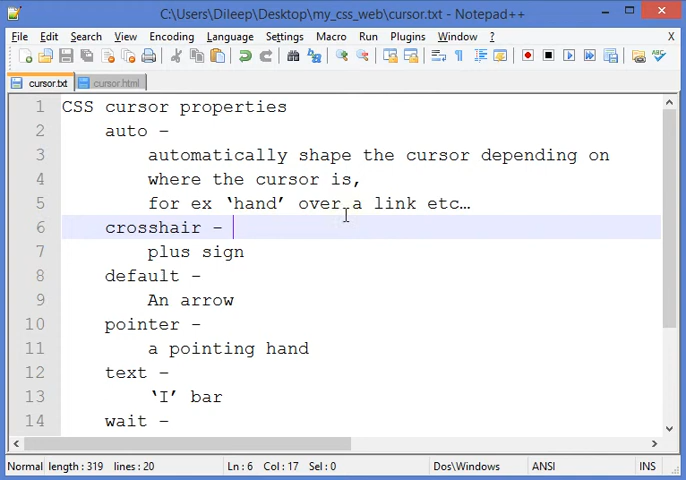 C:\Users\Dileep\Desktop\my_css_web\cursor.txt - Notepad++
File Edit Search View Encoding Language Settings Macro Run Plugins Window ? X
cursor.txt cursor.html
1 CSS cursor properties
2 auto –
3 automatically shape the cursor depending on
4 where the cursor is,
5 for ex ‘hand’ over a link etc…
6 crosshair –
7 plus sign
8 default –
9 An arrow
10 pointer –
11 a pointing hand
12 text –
13 ‘I’ bar
14 wait –
Normal length : 319 lines : 20 Ln : 6 Col : 17 Sel : 0 Dos\Windows ANSI INS